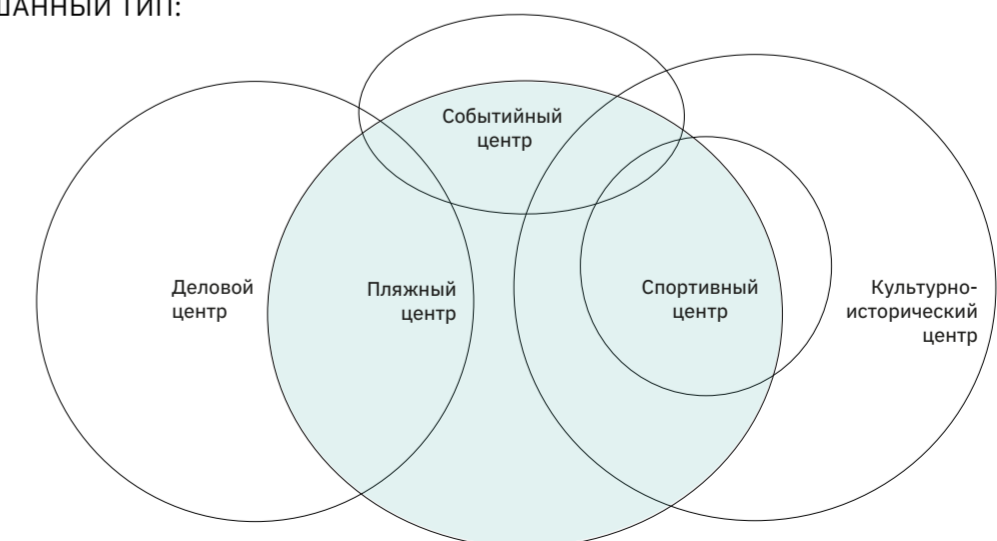 ШАННЫЙ ТИП:
Событийный
центр
Деловой
центр
Пляжный
центр
Спортивный
центр
Культурно-
исторический
центр